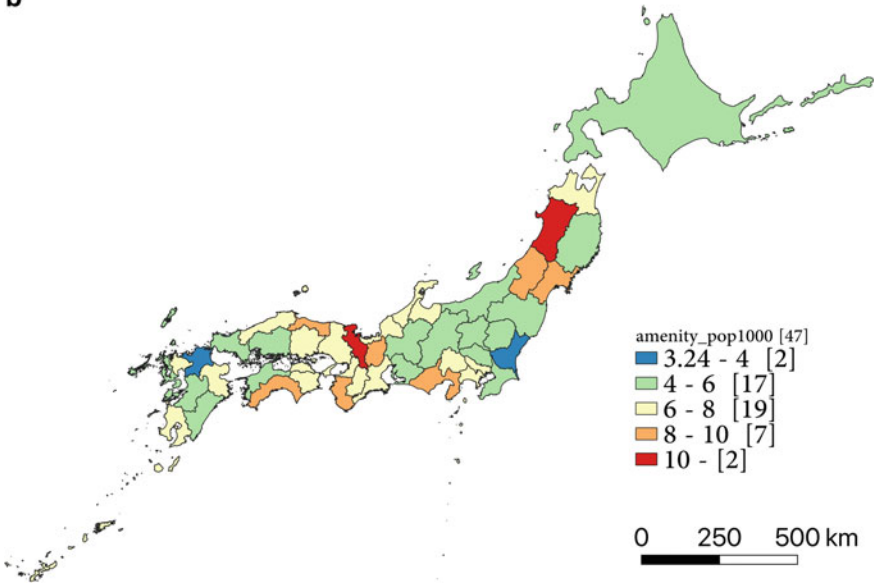 b
amenity_pop1000 [47]
3.24 - 4 [2]
4 - 6 [17]
6 - 8 [19]
8 - 10 [7]
10 - [2]
0 250 500 km